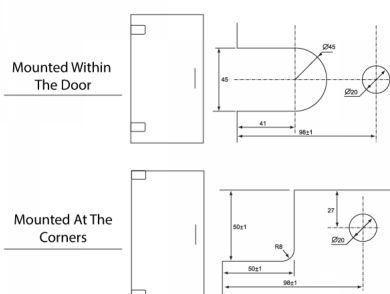 Mounted Within
The Door
Ø45
45
Ø20
41
98±1
Mounted At The
Corners
50±1
R8
27
Ø20
50±1
98±1